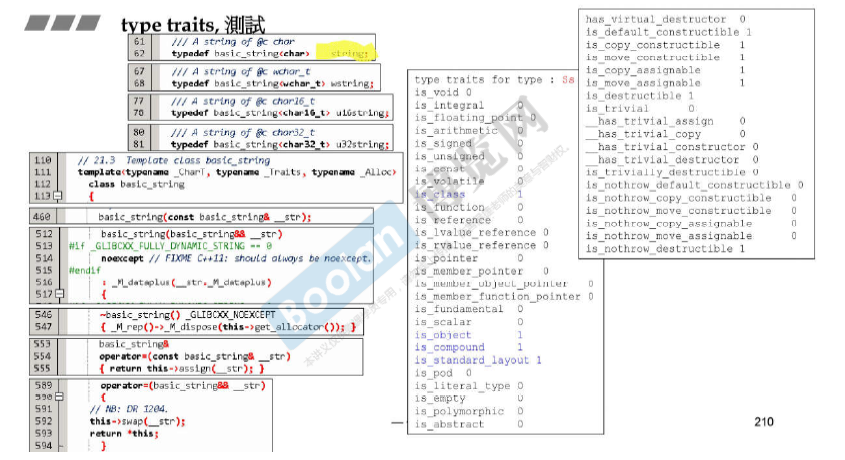 type traits, 測試
61 /// A string of @c char
62 typedef basic_string<char> string;
67 /// A string of @c wchar_t
68 typedef basic_string<wchar_t> wstring;
77 /// A string of @c char16_t
78 typedef basic_string<char16_t> u16string;
80 /// A string of @c char32_t
81 typedef basic_string<char32_t> u32string;
110 // 21.3 Template class basic_string
111 template<typename _CharT, typename _Traits, typename _Alloc>
112 class basic_string
113 {
460 basic_string(const basic_string& __str);
512 basic_string(basic_string&& __str)
513 #if _GLIBCXX_FULLY_DYNAMIC_STRING == 0
514 noexcept // FIXME C++11: should always be noexcept.
515 #endif
516 : _M_dataplus(__str._M_dataplus)
517 {
546 ~basic_string() _GLIBCXX_NOEXCEPT
547 { _M_rep()->_M_dispose(this->get_allocator()); }
553 basic_string&
554 operator=(const basic_string& __str)
555 { return this->assign(__str); }
589 operator=(basic_string&& __str)
590 {
591 // NB: DR 1204.
592 this->swap(__str);
593 return *this;
594 }
type traits for type : Ss
is_void 0
is_integral 0
is_floating_point 0
is_arithmetic 0
is_signed 0
is_unsigned 0
is_const 0
is_volatile 0
is_class 1
is_function 0
is_reference 0
is_lvalue_reference 0
is_rvalue_reference 0
is_pointer 0
is_member_pointer 0
is_member_object_pointer 0
is_member_function_pointer 0
is_fundamental 0
is_scalar 0
is_object 1
is_compound 1
is_standard_layout 1
is_pod 0
is_literal_type 0
is_empty 0
is_polymorphic 0
is_abstract 0
has_virtual_destructor 0
is_default_constructible 1
is_copy_constructible 1
is_move_constructible 1
is_copy_assignable 1
is_move_assignable 1
is_destructible 1
is_trivial 0
__has_trivial_assign 0
__has_trivial_copy 0
__has_trivial_constructor 0
__has_trivial_destructor 0
is_trivially_destructible 0
is_nothrow_default_constructible 0
is_nothrow_copy_constructible 0
is_nothrow_move_constructible 0
is_nothrow_copy_assignable 0
is_nothrow_move_assignable 0
is_nothrow_destructible 1
Boolan 博览网
210